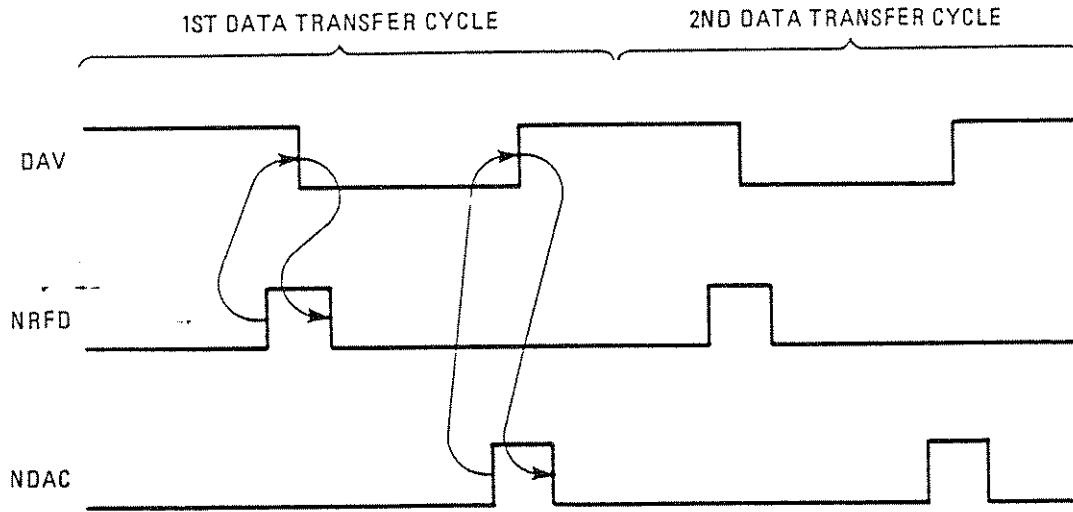 1ST DATA TRANSFER CYCLE 2ND DATA TRANSFER CYCLE
DAV
NRFD
NDAC